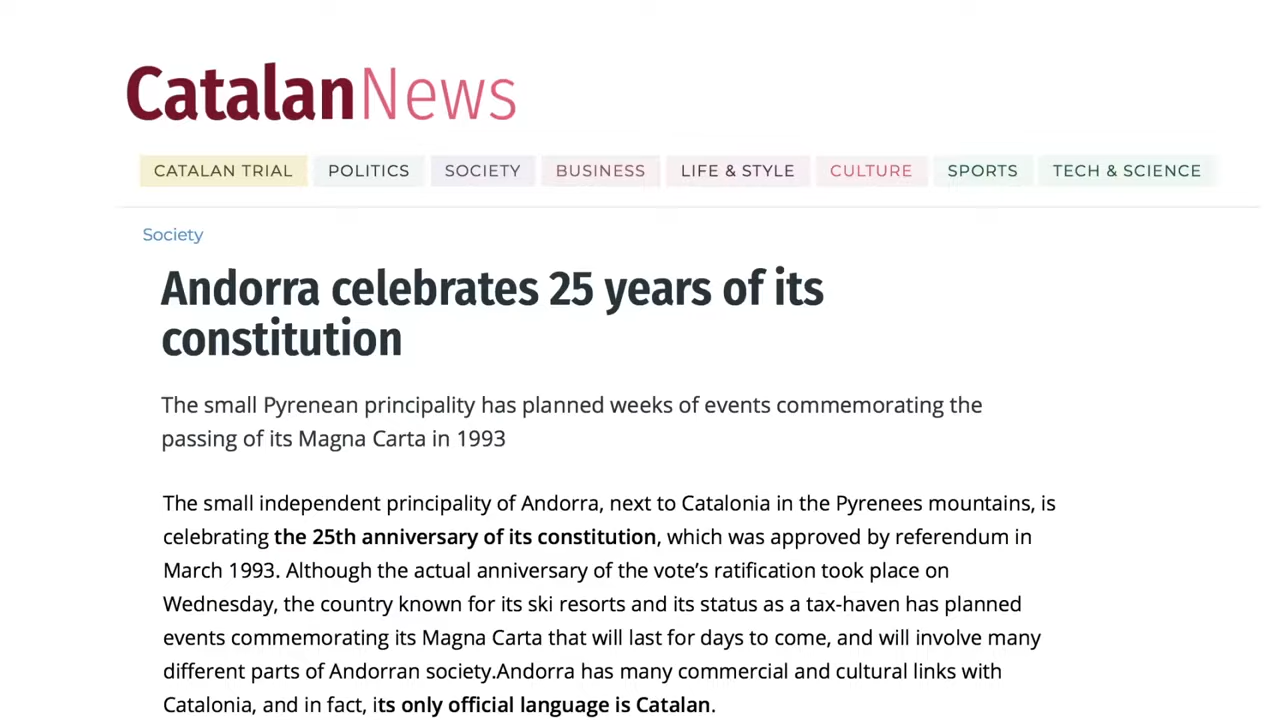 CatalanNews
CATALAN TRIAL POLITICS SOCIETY BUSINESS LIFE & STYLE CULTURE SPORTS TECH & SCIENCE
Society
Andorra celebrates 25 years of its
constitution
The small Pyrenean principality has planned weeks of events commemorating the
passing of its Magna Carta in 1993
The small independent principality of Andorra, next to Catalonia in the Pyrenees mountains, is
celebrating the 25th anniversary of its constitution, which was approved by referendum in
March 1993. Although the actual anniversary of the vote’s ratification took place on
Wednesday, the country known for its ski resorts and its status as a tax-haven has planned
events commemorating its Magna Carta that will last for days to come, and will involve many
different parts of Andorran society.Andorra has many commercial and cultural links with
Catalonia, and in fact, its only official language is Catalan.